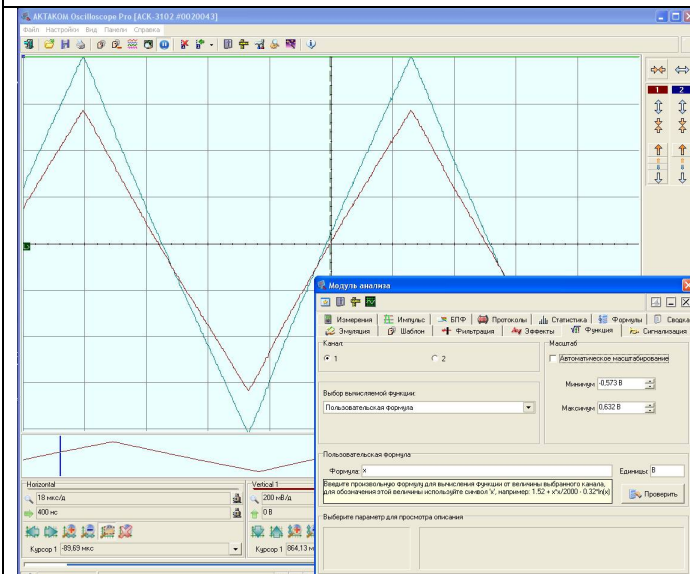 AKTAKOM Oscilloscope Pro [ACK-3102 #0020043]
Файл Настройки Вид Панели Справка
1 2
Модуль анализа
Измерения Импульс БПФ Протоколы Статистика Формулы Сводка
Эмуляция Шаблон Фильтрация Эффекты Функция Сигнализация
Канал
1 2
Масштаб
Автоматическое масштабирование
Минимум -0,573 В
Максимум 0,632 В
Выбор вычисляемой функции:
Пользовательская формула
Пользовательская формула
Формула: x Единицы: В
Введите произвольную формулу для вычисления функции от величины выбранного канала,
для обозначения этой величины используйте символ 'x', например: 1.52 + x*x/2000 - 0.32*ln(x)
Проверить
Выберите параметр для просмотра описания
Horizontal
18 мкс/д
400 нс
Курсор 1 -89,69 мкс
Vertical 1
200 мВ/д
0 В
Курсор 1 864,13 м